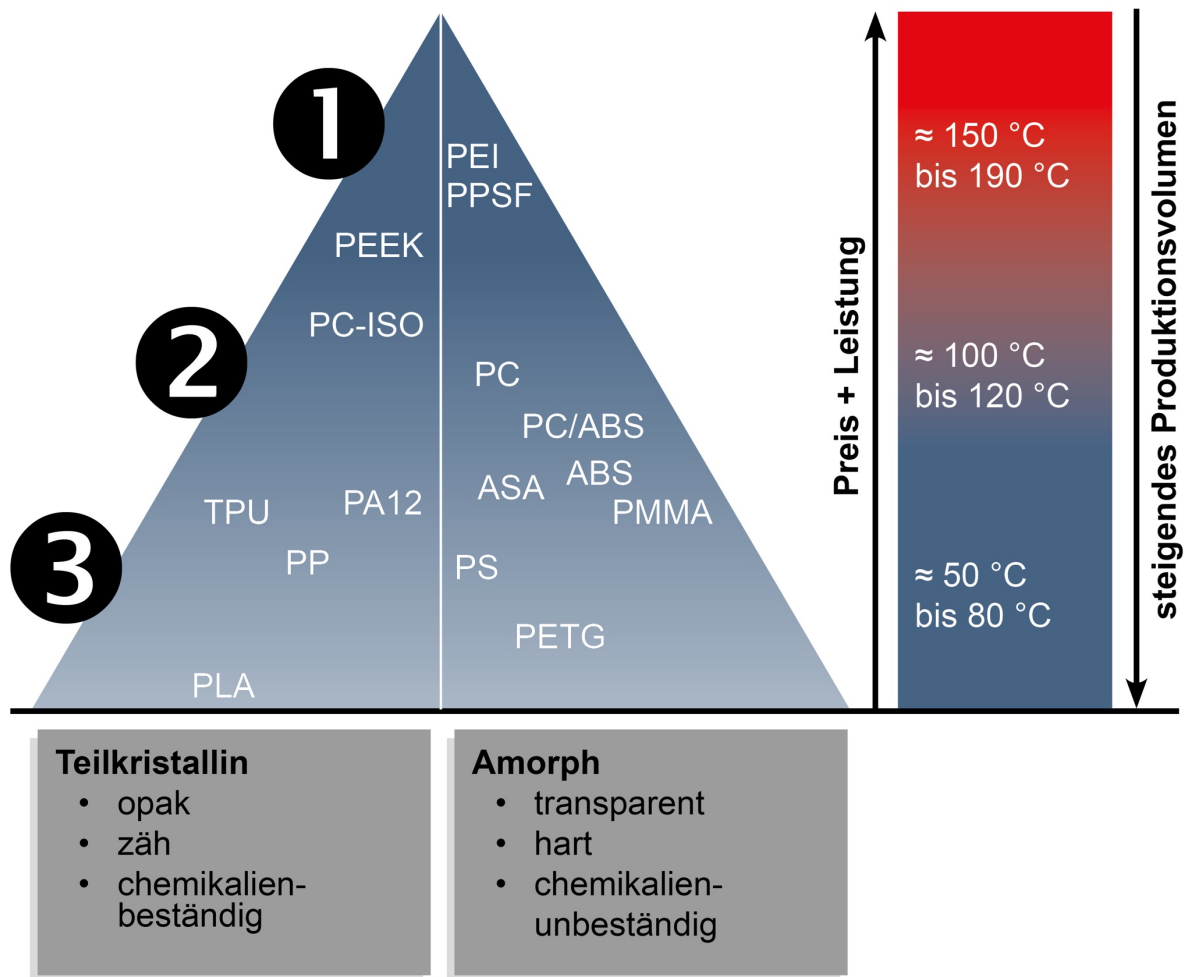 1
PEI
PPSF
PEEK
PC-ISO
2
PC
PC/ABS
ABS
ASA
PA12
TPU
PMMA
3
PP
PS
PETG
PLA
Preis + Leistung
≈ 150 °C
bis 190 °C
≈ 100 °C
bis 120 °C
≈ 50 °C
bis 80 °C
steigendes Produktionsvolumen
Teilkristallin
• opak
• zäh
• chemikalien-
beständig
Amorph
• transparent
• hart
• chemikalien-
unbeständig